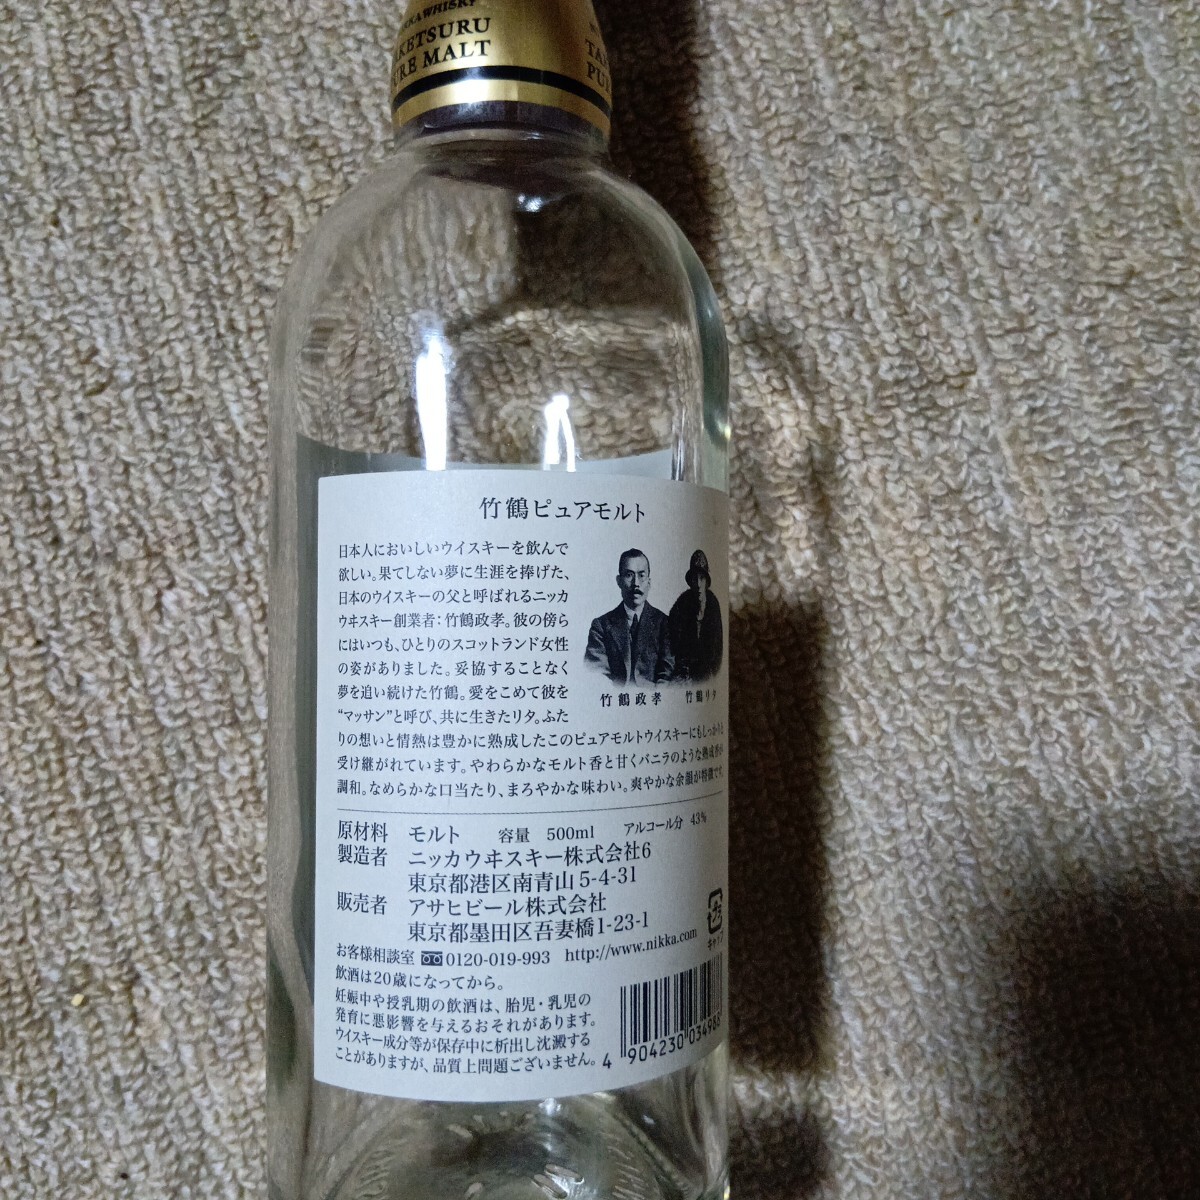 KAWHISKY
AKETSURU
URE MALT
TA
PU
竹鶴ピュアモルト
日本人においしいウイスキーを飲んで
欲しい。果てしない夢に生涯を捧げた、
日本のウイスキーの父と呼ばれるニッカ
ウヰスキー創業者：竹鶴政孝。彼の傍ら
にはいつも、ひとりのスコットランド女性
の姿がありました。妥協することなく
夢を追い続けた竹鶴。愛をこめて彼を
“マッサン”と呼び、共に生きたリタ。ふた
りの想いと情熱は豊かに熟成したこのピュアモルトウイスキーにもしっかりと
受け継がれています。やわらかなモルト香と甘くバニラのような熟成香が
調和。なめらかな口当たり、まろやかな味わい。爽やかな余韻が特徴です。
竹鶴政孝 竹鶴リタ
原材料 モルト 容量 500ml アルコール分 43%
製造者 ニッカウヰスキー株式会社6
東京都港区南青山5-4-31
販売者 アサヒビール株式会社
東京都墨田区吾妻橋1-23-1
お客様相談室 0120-019-993 http://www.nikka.com
飲酒は20歳になってから。
妊娠中や授乳期の飲酒は、胎児・乳児の
発育に悪影響を与えるおそれがあります。
ウイスキー成分等が保存中に析出し沈澱する
ことがありますが、品質上問題ございません。
キャップ
4 904230 034988